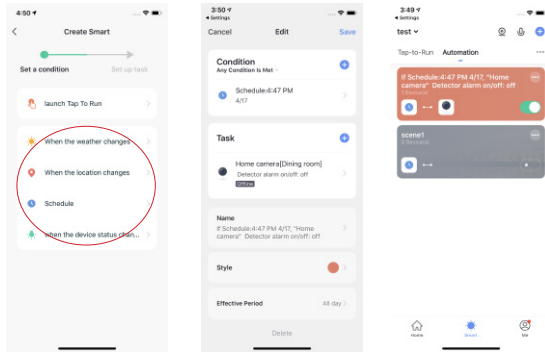 4:50
Create Smart
Set a condition
Set up task
launch Tap To Run
When the weather changes
When the location changes
Schedule
when the device status chan...
3:50
Settings
Cancel
Edit
Save
Condition
Any Condition Is Met
Schedule:4:47 PM
4/17
Task
Home camera[Dining room]
Detector alarm on/off: off
Offline
Name
If Schedule:4:47 PM 4/17, "Home
camera" Detector alarm on/off: off
Style
Effective Period
All day
Delete
3:49
Settings
test
Tap-to-Run
Automation
If Schedule:4:47 PM 4/17, "Home
camera" Detector alarm on/off: off
scene1
Home
Smart
Me